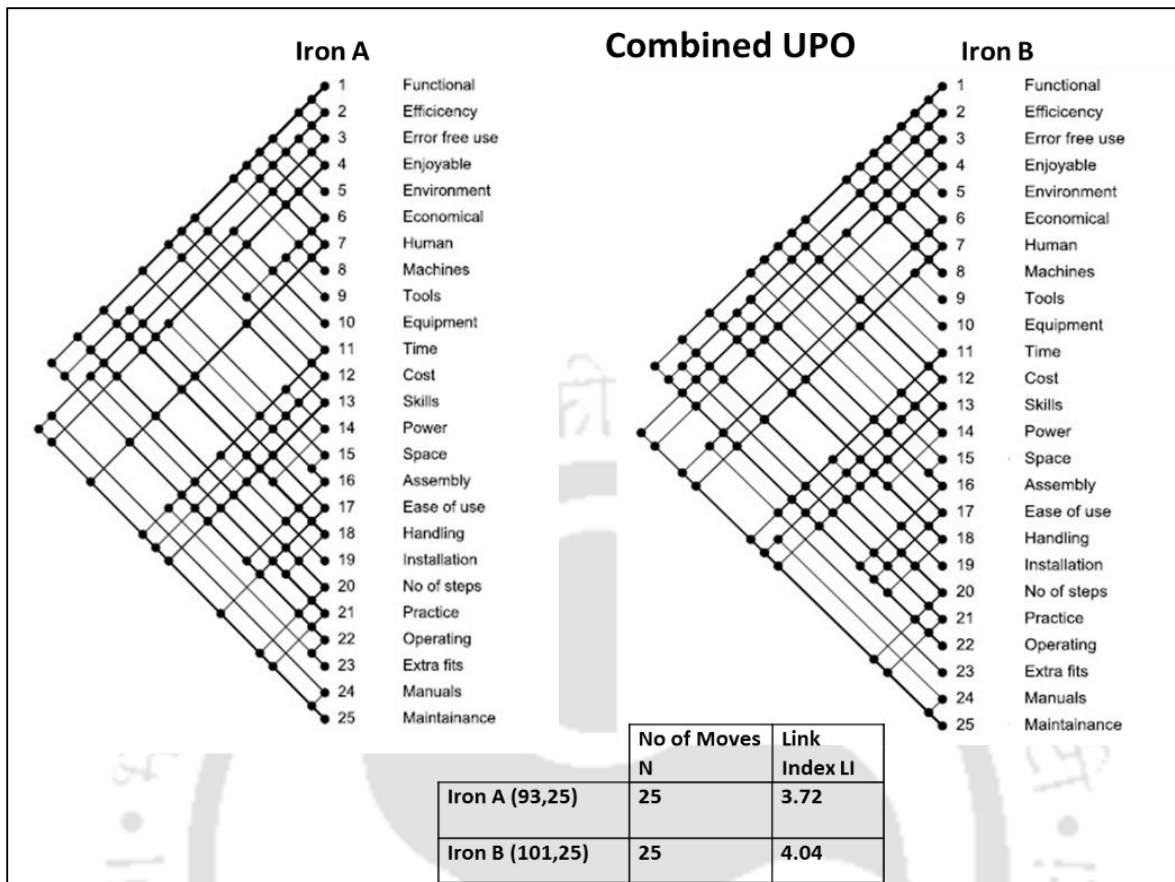 Combined UPO
Iron A
1 Functional
2 Efficicency
3 Error free use
4 Enjoyable
5 Environment
6 Economical
7 Human
8 Machines
9 Tools
10 Equipment
11 Time
12 Cost
13 Skills
14 Power
15 Space
16 Assembly
17 Ease of use
18 Handling
19 Installation
20 No of steps
21 Practice
22 Operating
23 Extra fits
24 Manuals
25 Maintainance
Iron B
1 Functional
2 Efficicency
3 Error free use
4 Enjoyable
5 Environment
6 Economical
7 Human
8 Machines
9 Tools
10 Equipment
11 Time
12 Cost
13 Skills
14 Power
15 Space
16 Assembly
17 Ease of use
18 Handling
19 Installation
20 No of steps
21 Practice
22 Operating
23 Extra fits
24 Manuals
25 Maintainance
No of Moves
N
Link
Index LI
Iron A (93,25) 25 3.72
Iron B (101,25) 25 4.04